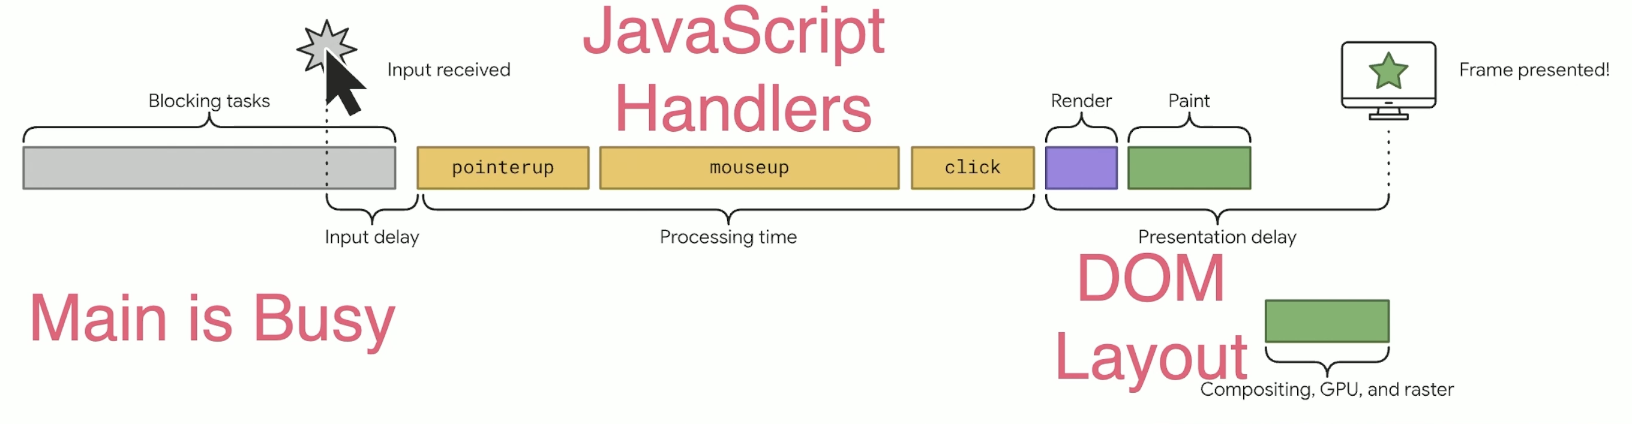 JavaScript
Handlers
Input received
Frame presented!
Blocking tasks
Render
Paint
pointerup
mouseup
click
Input delay
Processing time
Presentation delay
Main is Busy
DOM
Layout
Compositing, GPU, and raster